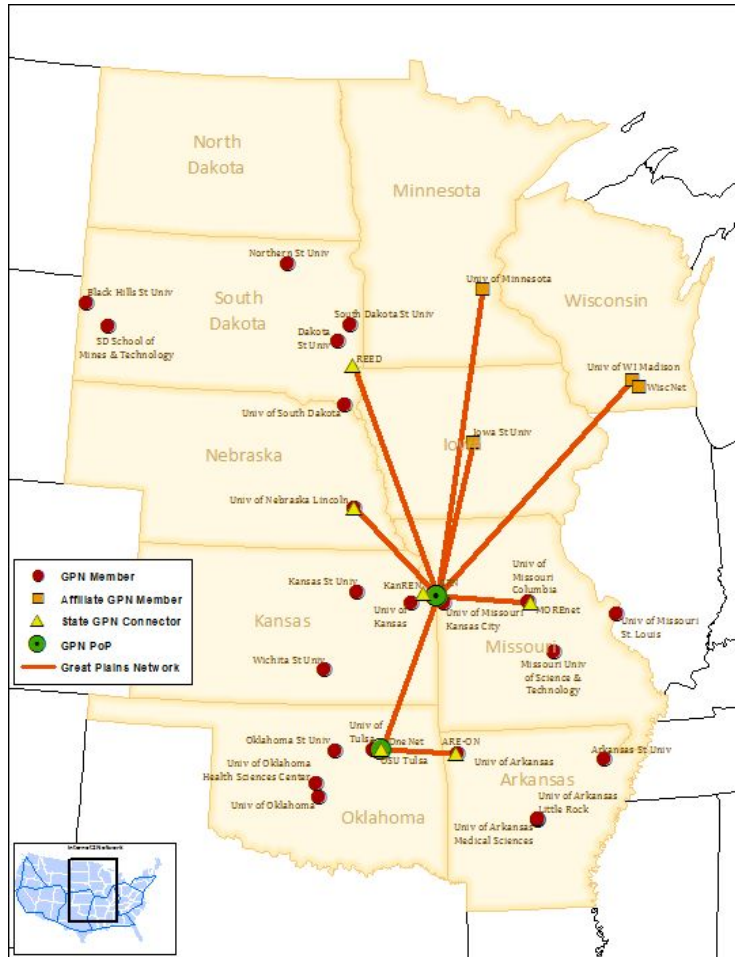 North
Dakota
Minnesota
Northern St Univ
Univ of Minnesota
Black Hills St Univ
South
Dakota
Wisconsin
SD School of
Mines & Technology
South Dakota St Univ
Dakota
St Univ
REED
Univ of WI Madison
WiscNet
Univ of South Dakota
Iowa St Univ
Iowa
Nebraska
Univ of Nebraska Lincoln
GPN Member
Affiliate GPN Member
State GPN Connector
GPN PoP
Great Plains Network
Kansas St Univ
KanREN
Univ of
Kansas
Univ of Missouri
Kansas City
Univ of
Missouri
Columbia
MOREnet
Univ of Missouri
St. Louis
Kansas
Missouri
Wichita St Univ
Missouri Univ
of Science &
Technology
Oklahoma St Univ
Univ of
Tulsa
OneNet
OSU Tulsa
ARE-ON
Univ of Arkansas
Arkansas St Univ
Univ of Oklahoma
Health Sciences Center
Univ of Oklahoma
Oklahoma
Arkansas
Univ of Arkansas
Little Rock
Univ of Arkansas
Medical Sciences
Internet2 Network